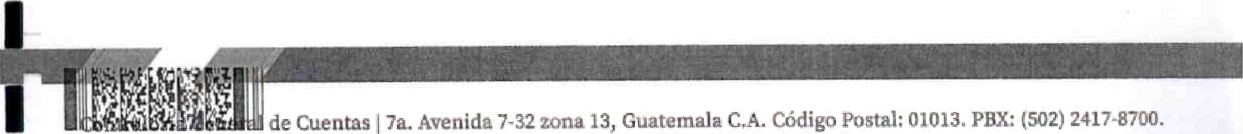 de Cuentas | 7a. Avenida 7-32 zona 13, Guatemala C.A. Código Postal: 01013. PBX: (502) 2417-8700.